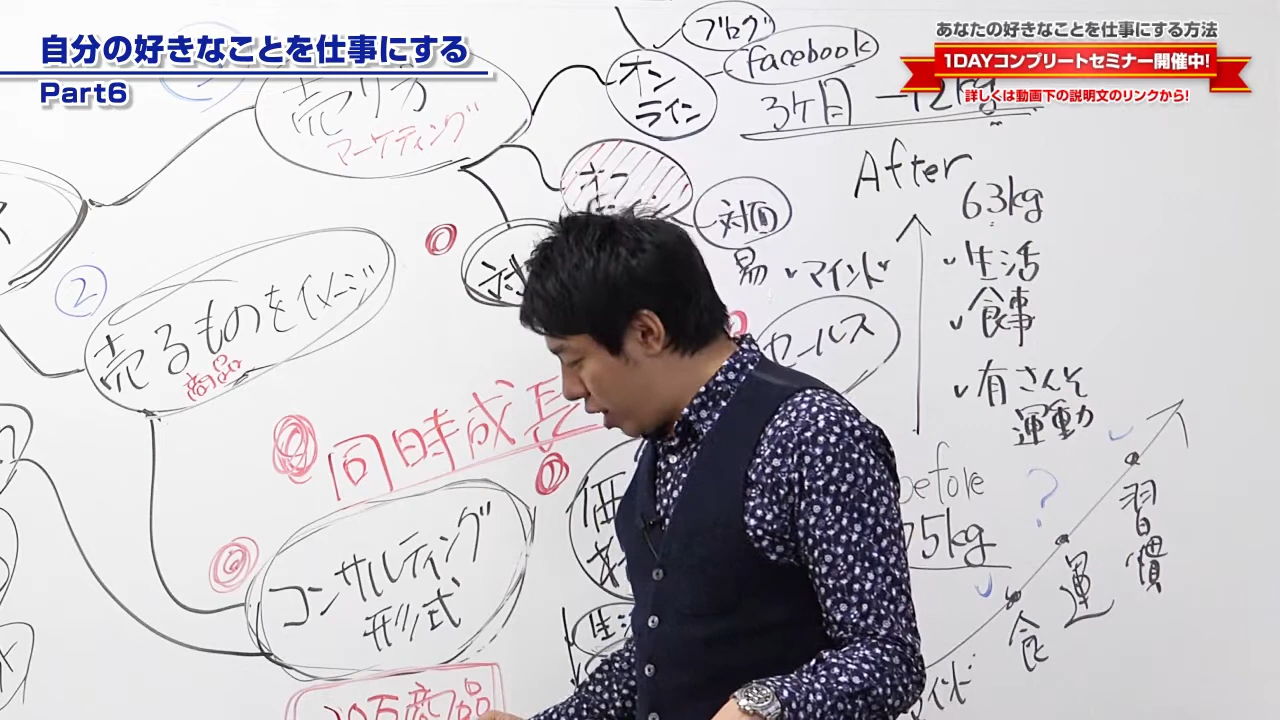 自分の好きなことを仕事にする
Part6
あなたの好きなことを仕事にする方法
1DAYコンプリートセミナー開催中!
詳しくは動画下の説明文のリンクから!
売り方
マーケティング
オン
ライン
ブログ
facebook
3ケ月 -12kg
After
63kg
生活
食事
有さんそ
運動
対面
マインド
セールス
②
売るものをイメージ
商品
同時成長
コンサルティング
形式
before
75kg
?
食
運
習慣